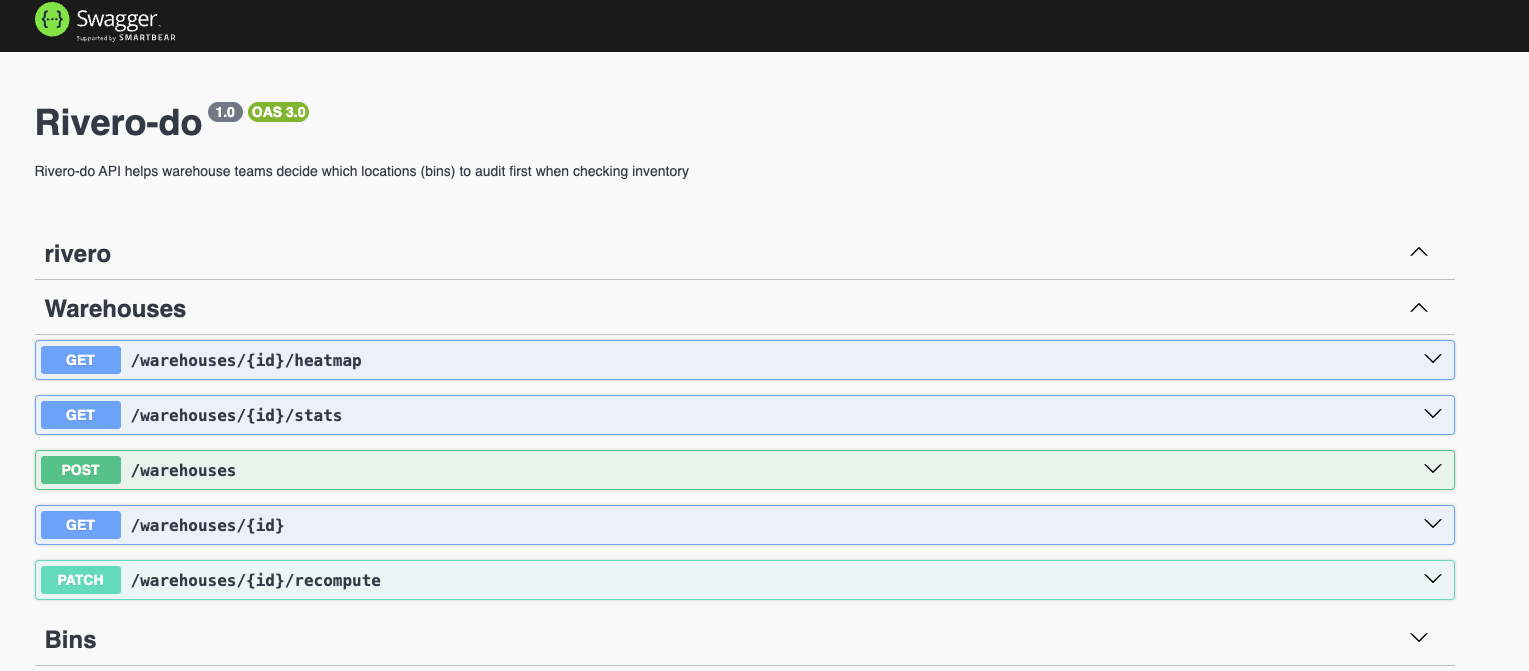 {···} Swagger
Supported by SMARTBEAR
Rivero-do 1.0 OAS 3.0
Rivero-do API helps warehouse teams decide which locations (bins) to audit first when checking inventory
rivero
Warehouses
GET /warehouses/{id}/heatmap
GET /warehouses/{id}/stats
POST /warehouses
GET /warehouses/{id}
PATCH /warehouses/{id}/recompute
Bins